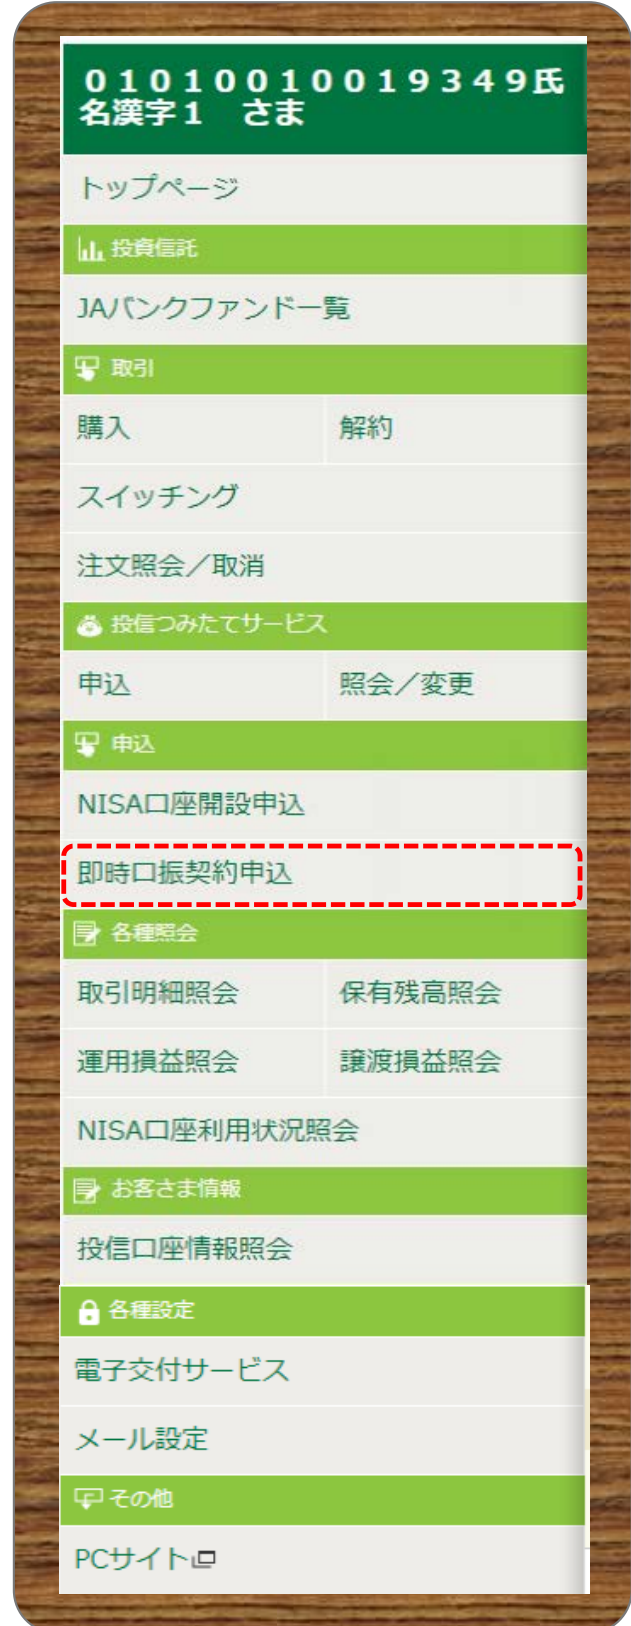 ０１０１００１００１９３４９氏
名漢字１　さま
トップページ
投資信託
JAバンクファンド一覧
取引
購入　解約
スイッチング
注文照会／取消
投信つみたてサービス
申込　照会／変更
申込
NISA口座開設申込
即時口振契約申込
各種照会
取引明細照会　保有残高照会
運用損益照会　譲渡損益照会
NISA口座利用状況照会
お客さま情報
投信口座情報照会
各種設定
電子交付サービス
メール設定
その他
PCサイト